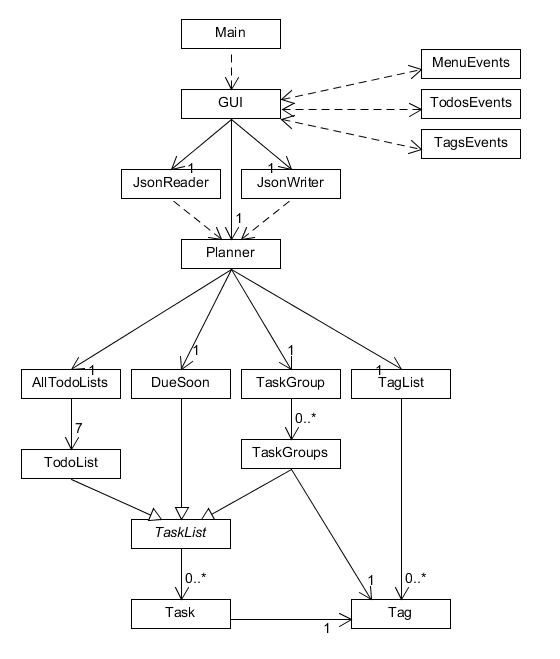 Main
MenuEvents
GUI
TodosEvents
TagsEvents
1
1
JsonReader
JsonWriter
1
Planner
1
1
1
1
AllTodoLists
DueSoon
TaskGroup
TagList
7
0..*
TodoList
TaskGroups
TaskList
0..*
1
0..*
Task
Tag
1